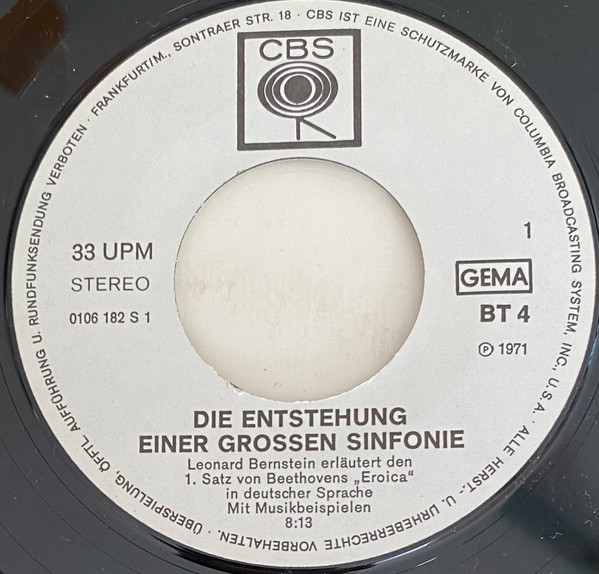 FRANKFURT/M., SONTRAER STR. 18 · CBS IST EINE SCHUTZMARKE VON COLUMBIA BROADCASTING SYSTEM, INC., U.S.A. · ALLE HERST.- U. URHEBERRECHTE VORBEHALTEN. · ÜBERSPIELUNG, ÖFFTL. AUFFÜHRUNG U. RUNDFUNKSENDUNG VERBOTEN ·
CBS
33 UPM
STEREO
0106 182 S 1
1
GEMA
BT 4
℗ 1971
DIE ENTSTEHUNG
EINER GROSSEN SINFONIE
Leonard Bernstein erläutert den
1. Satz von Beethovens „Eroica“
in deutscher Sprache
Mit Musikbeispielen
8:13